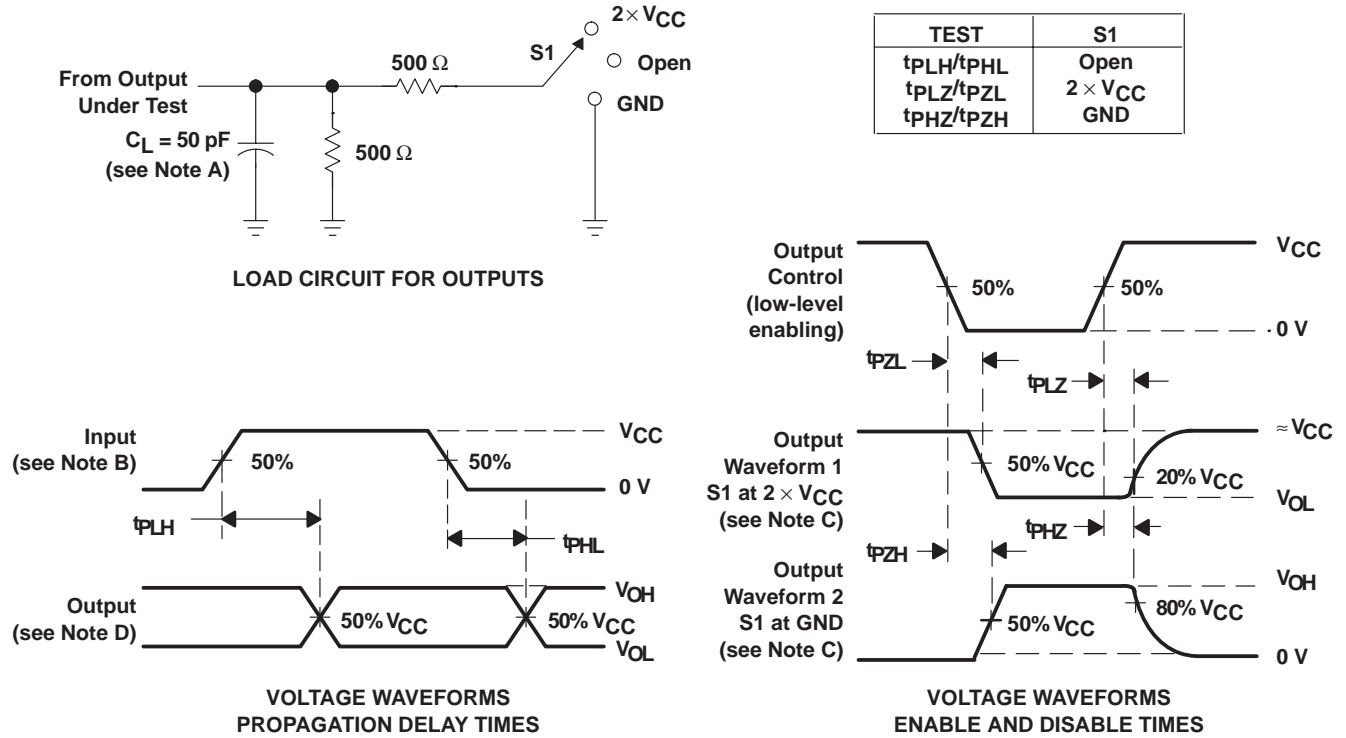 2 × VCC
S1
500 Ω
Open
From Output
Under Test
GND
CL = 50 pF
(see Note A)
500 Ω
LOAD CIRCUIT FOR OUTPUTS
TEST S1
tPLH/tPHL Open
tPLZ/tPZL 2 × VCC
tPHZ/tPZH GND
Input
(see Note B)
50%
50%
VCC
0 V
tPLH
tPHL
Output
(see Note D)
50% VCC
50% VCC
VOH
VOL
VOLTAGE WAVEFORMS
PROPAGATION DELAY TIMES
Output
Control
(low-level
enabling)
50%
50%
VCC
0 V
tPZL
tPLZ
Output
Waveform 1
S1 at 2 × VCC
(see Note C)
50% VCC
20% VCC
≈ VCC
VOL
tPZH
tPHZ
Output
Waveform 2
S1 at GND
(see Note C)
50% VCC
80% VCC
VOH
0 V
VOLTAGE WAVEFORMS
ENABLE AND DISABLE TIMES